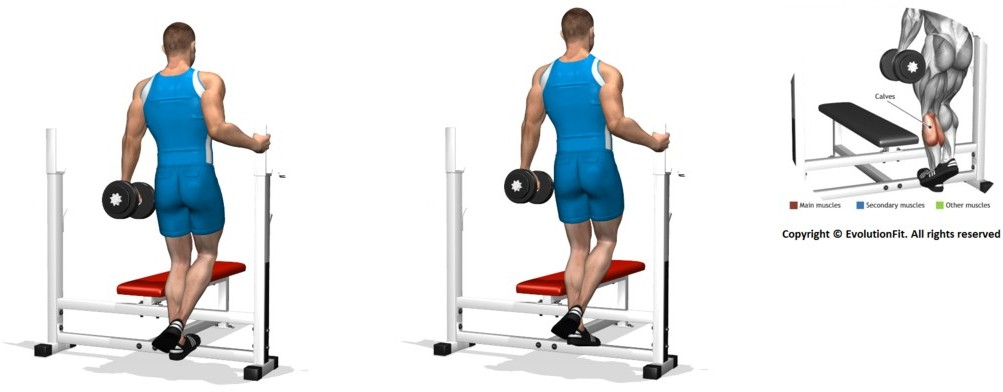 Calves
Main muscles Secondary muscles Other muscles
Copyright © EvolutionFit. All rights reserved